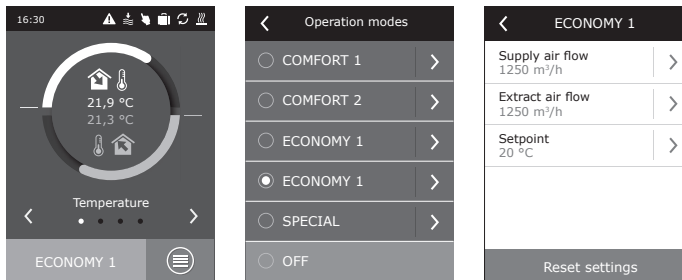 16:30
21,9 °C
21,3 °C
Temperature
ECONOMY 1
Operation modes
COMFORT 1
COMFORT 2
ECONOMY 1
ECONOMY 1
SPECIAL
OFF
ECONOMY 1
Supply air flow
1250 m³/h
Extract air flow
1250 m³/h
Setpoint
20 °C
Reset settings